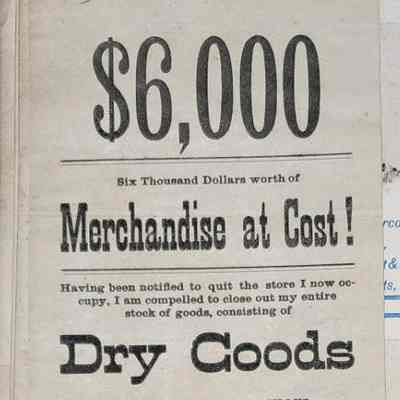 $6,000
Six Thousand Dollars worth of
Merchandise at Cost!
Having been notified to quit the store I now oc-
cupy, I am compelled to close out my entire
stock of goods, consisting of
Dry Goods